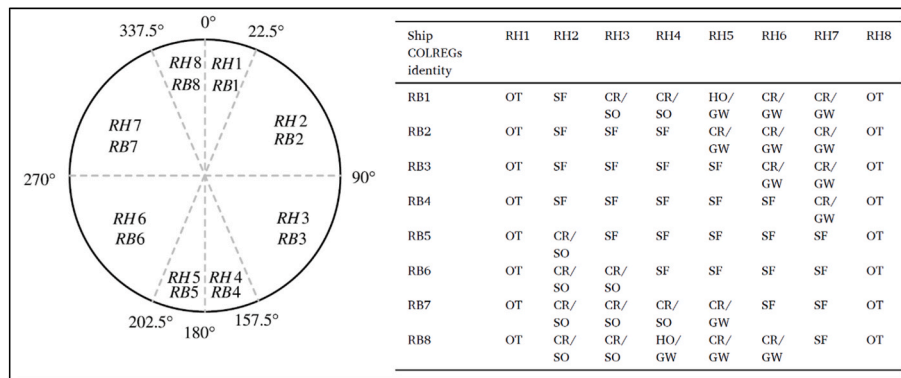 0°
337.5° 22.5°
RH8 RH1
RB8 RB1
RH7 RH2
RB7 RB2
270° 90°
RH6 RH3
RB6 RB3
RH5 RH4
RB5 RB4
202.5° 157.5°
180°
Ship COLREGs identity RH1 RH2 RH3 RH4 RH5 RH6 RH7 RH8
RB1 OT SF CR/SO CR/SO HO/GW CR/GW CR/GW OT
RB2 OT SF SF SF CR/GW CR/GW CR/GW OT
RB3 OT SF SF SF SF CR/GW CR/GW OT
RB4 OT SF SF SF SF SF CR/GW OT
RB5 OT CR/SO SF SF SF SF SF OT
RB6 OT CR/SO CR/SO SF SF SF SF OT
RB7 OT CR/SO CR/SO CR/SO CR/GW SF SF OT
RB8 OT CR/SO CR/SO HO/GW CR/GW CR/GW SF OT